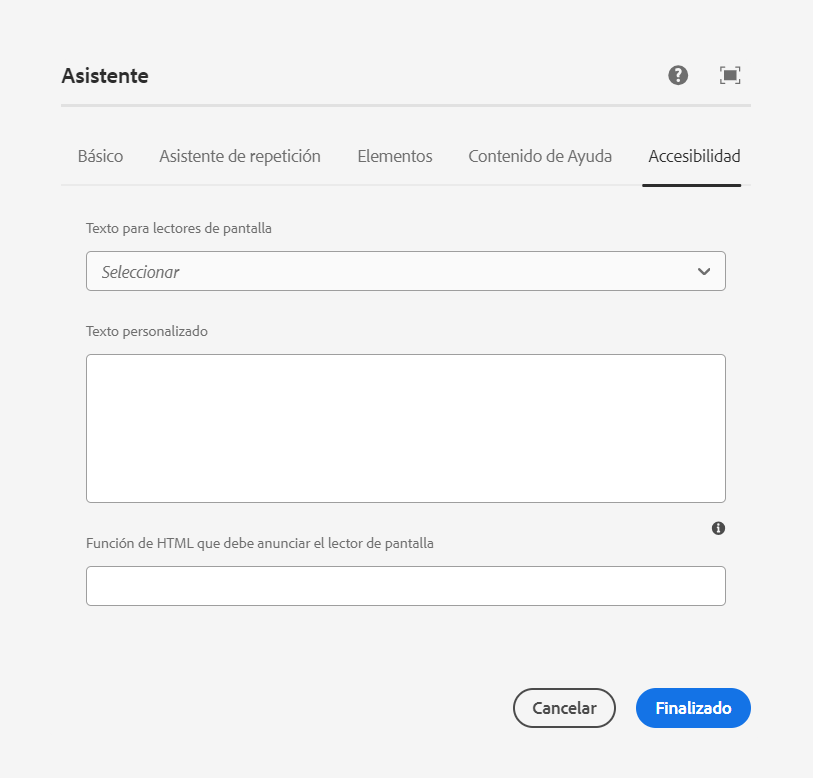 Asistente
Básico Asistente de repetición Elementos Contenido de Ayuda Accesibilidad
Texto para lectores de pantalla
Seleccionar
Texto personalizado
Función de HTML que debe anunciar el lector de pantalla
Cancelar Finalizado